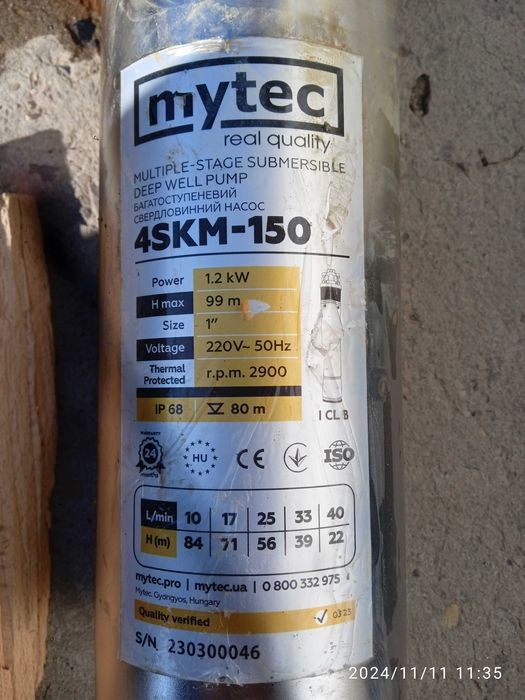 mytec
real quality
MULTIPLE-STAGE SUBMERSIBLE
DEEP WELL PUMP
БАГАТОСТУПЕНЕВИЙ
СВЕРДЛОВИННИЙ НАСОС
4SKM-150
Power 1.2 kW
H max 99 m
Size 1″
Voltage 220V~ 50Hz
Thermal
Protected r.p.m. 2900
IP 68 80 m
I CL. B
WARRANTY
24
months
HU
CE
ISO
L/min 10 17 25 33 40
H (m) 84 71 56 39 22
mytec.pro | mytec.ua | 0 800 332 975
Mytec. Gyongyos, Hungary
Quality verified 03'23
S/N 230300046
2024/11/11 11:35